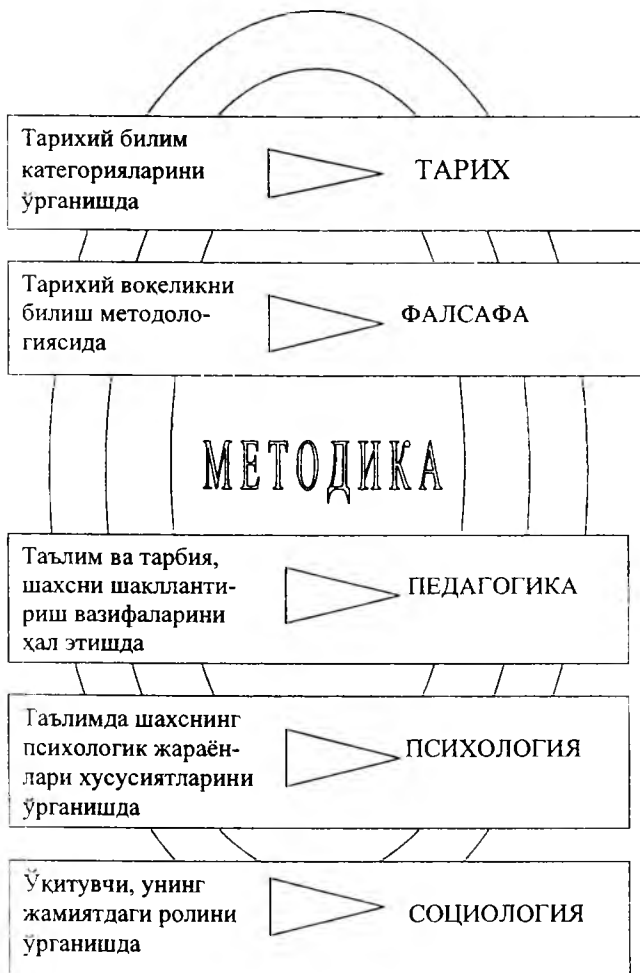 Тарихий билим
категорияларини
ўрганишда
ТАРИХ
Тарихий воқеликни
билиш методоло-
гиясида
ФАЛСАФА
МЕТОДИКА
Таълим ва тарбия,
шахсни шакллланти-
риш вазифаларини
ҳал этишда
ПЕДАГОГИКА
Таълимда шахснинг
психологик жараён-
лари хусусиятларини
ўрганишда
ПСИХОЛОГИЯ
Ўқитувчи, унинг
жамиятдаги ролини
ўрганишда
СОЦИОЛОГИЯ